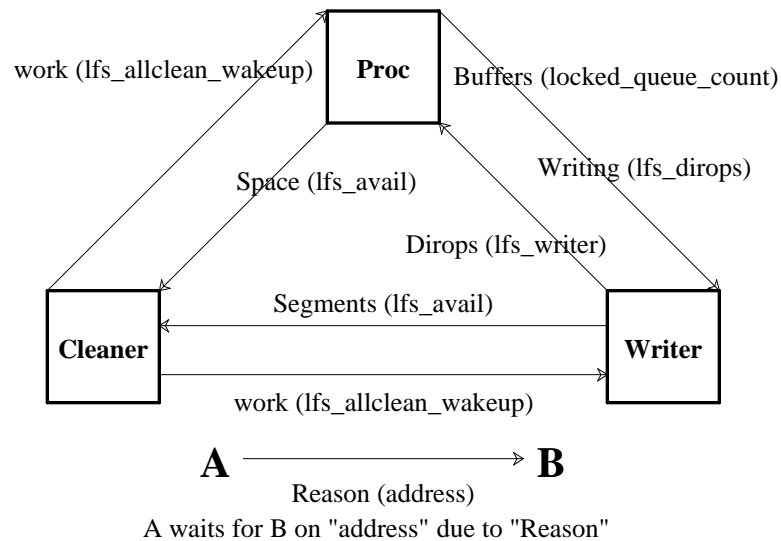 work (lfs_allclean_wakeup)
Proc
Buffers (locked_queue_count)
Writing (lfs_dirops)
Space (lfs_avail)
Dirops (lfs_writer)
Segments (lfs_avail)
Cleaner
Writer
work (lfs_allclean_wakeup)
A B
Reason (address)
A waits for B on "address" due to "Reason"